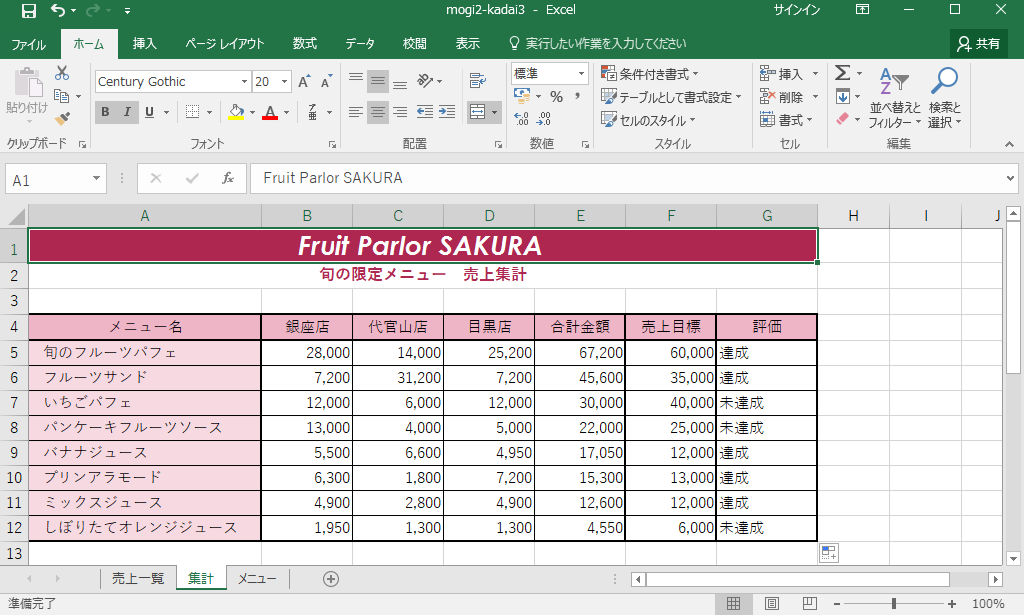 mogi2-kadai3 - Excel サインイン
ファイル ホーム 挿入 ページ レイアウト 数式 データ 校閲 表示 実行したい作業を入力してください 共有
貼り付け
クリップボード
Century Gothic 20
B I U
フォント
配置
標準
%
数値
条件付き書式
テーブルとして書式設定
セルのスタイル
スタイル
挿入
削除
書式
セル
並べ替えと
フィルター
検索と
選択
編集
A1 fx Fruit Parlor SAKURA
A B C D E F G H I J
1 Fruit Parlor SAKURA
2 旬の限定メニュー 売上集計
3
4 メニュー名 銀座店 代官山店 目黒店 合計金額 売上目標 評価
5 旬のフルーツパフェ 28,000 14,000 25,200 67,200 60,000 達成
6 フルーツサンド 7,200 31,200 7,200 45,600 35,000 達成
7 いちごパフェ 12,000 6,000 12,000 30,000 40,000 未達成
8 パンケーキフルーツソース 13,000 4,000 5,000 22,000 25,000 未達成
9 バナナジュース 5,500 6,600 4,950 17,050 12,000 達成
10 プリンアラモード 6,300 1,800 7,200 15,300 13,000 達成
11 ミックスジュース 4,900 2,800 4,900 12,600 12,000 達成
12 しぼりたてオレンジジュース 1,950 1,300 1,300 4,550 6,000 未達成
13
売上一覧 集計 メニュー
準備完了 100%